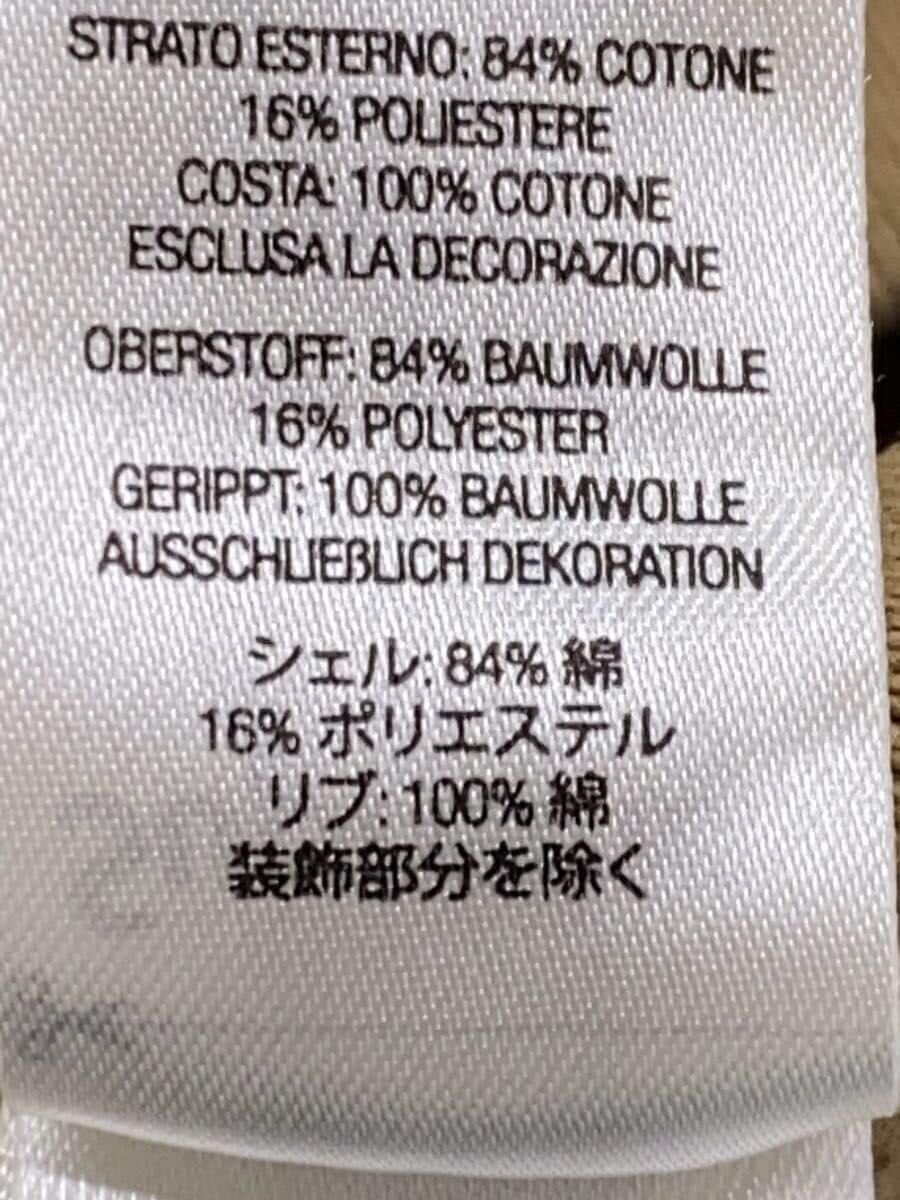 STRATO ESTERNO: 84% COTONE
16% POLIESTERE
COSTA: 100% COTONE
ESCLUSA LA DECORAZIONE
OBERSTOFF: 84% BAUMWOLLE
16% POLYESTER
GERIPPT: 100% BAUMWOLLE
AUSSCHLIEßLICH DEKORATION
シェル: 84% 綿
16% ポリエステル
リブ: 100% 綿
装飾部分を除く